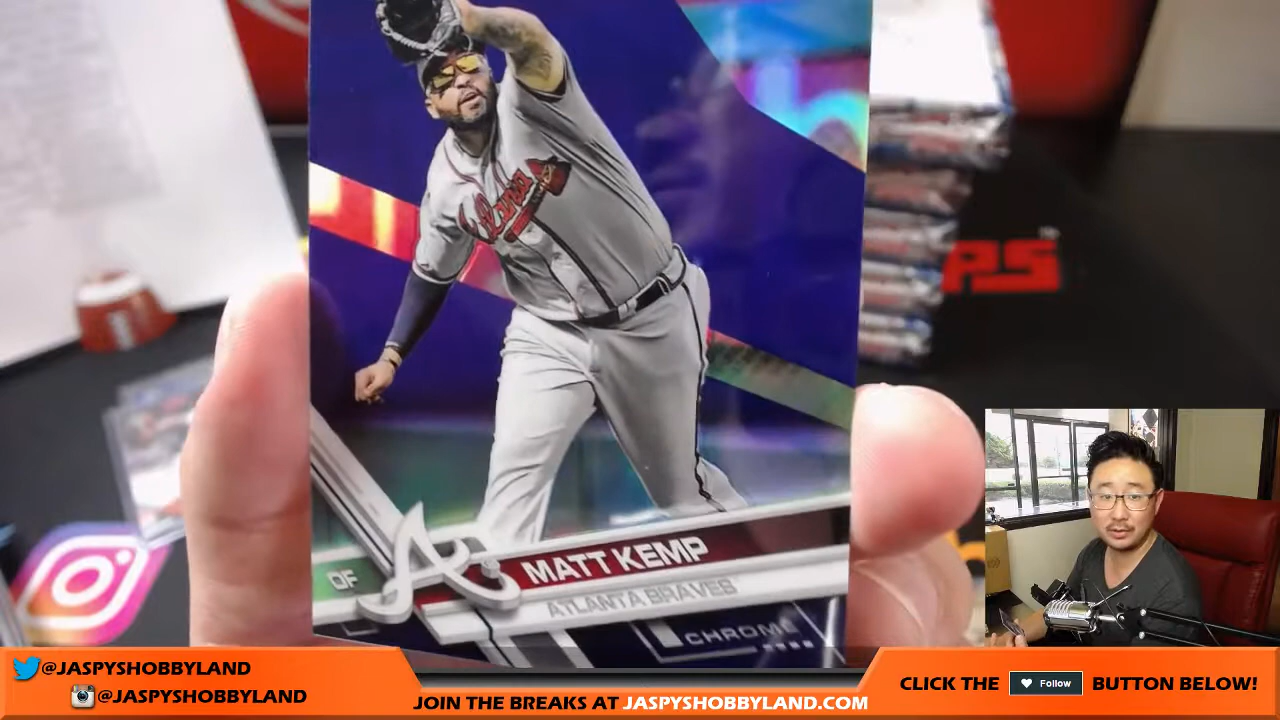 Atlanta
PS
OF
A
MATT KEMP
ATLANTA BRAVES
CHROME
@JASPYSHOBBYLAND
@JASPYSHOBBYLAND
JOIN THE BREAKS AT JASPYSHOBBYLAND.COM
CLICK THE Follow BUTTON BELOW!